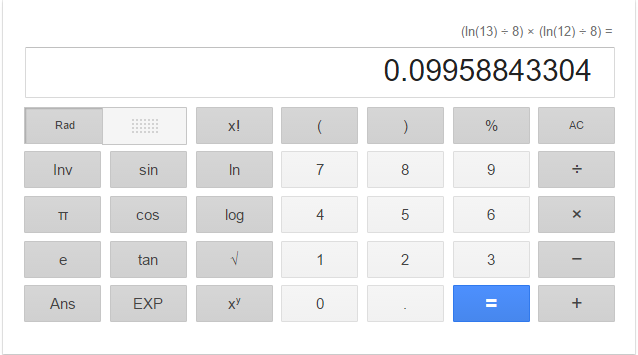 (ln(13) ÷ 8) × (ln(12) ÷ 8) =
0.09958843304
Rad x! ( ) % AC
Inv sin ln 7 8 9 ÷
π cos log 4 5 6 ×
e tan √ 1 2 3 −
Ans EXP xʸ 0 . = +